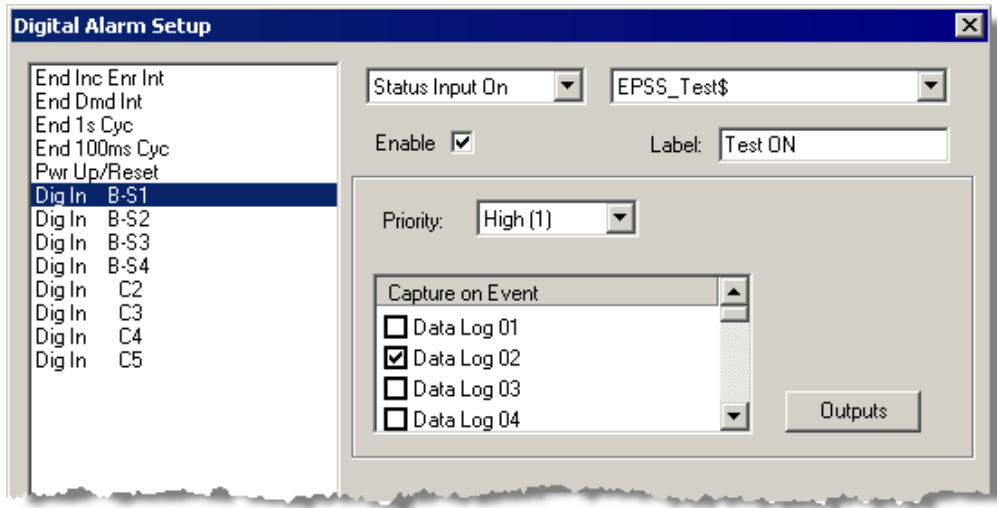 Digital Alarm Setup
End Inc Enr Int
End Dmd Int
End 1s Cyc
End 100ms Cyc
Pwr Up/Reset
Dig In B-S1
Dig In B-S2
Dig In B-S3
Dig In B-S4
Dig In C2
Dig In C3
Dig In C4
Dig In C5
Status Input On
EPSS_Test$
Enable
Label: Test ON
Priority: High (1)
Capture on Event
Data Log 01
Data Log 02
Data Log 03
Data Log 04
Outputs